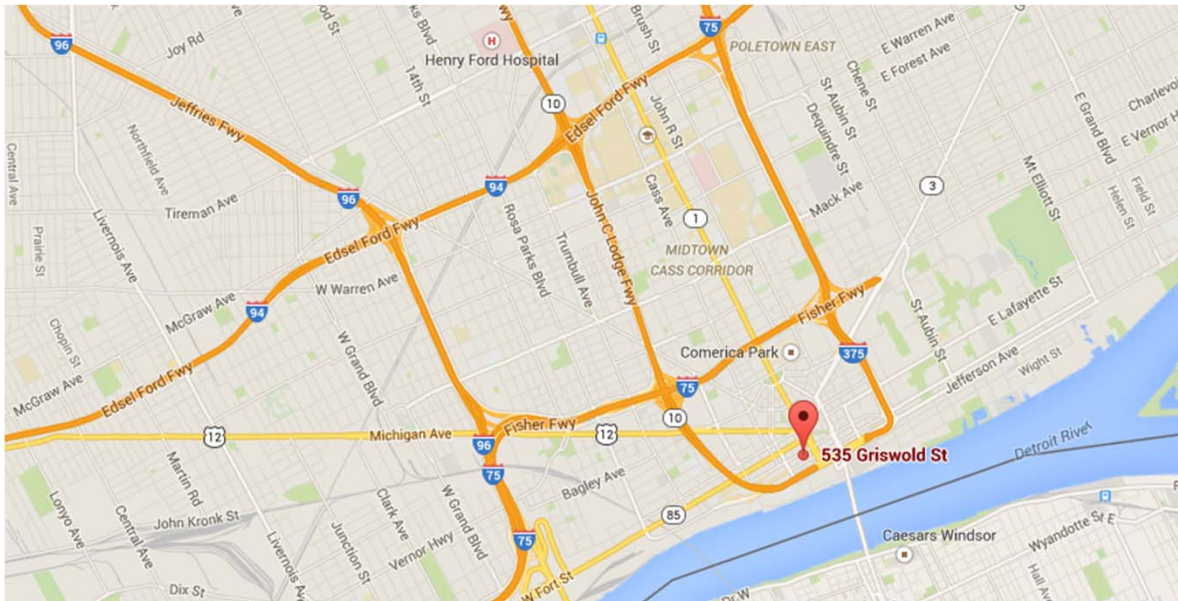 96
Joy Rd
Henry Ford Hospital
H
10
Brush St
75
POLETOWN EAST
E Warren Ave
E Forest Ave
Chene St
St Aubin St
Dequindre St
E Grand Blvd
E Vernor H
Field St
Helen St
Mt Elliott St
Jeffries Fwy
14th St
Edsel Ford Fwy
John R St
Cass Ave
Northfield Ave
Central Ave
Livernois Ave
Tireman Ave
Prairie St
96
94
Rosa Parks Blvd
Trumbull Ave
John C Lodge Fwy
1
MIDTOWN
CASS CORRIDOR
Mack Ave
3
Edsel Ford Fwy
W Warren Ave
McGraw Ave
94
Chopin St
McGraw Ave
Edsel Ford Fwy
W Grand Blvd
Fisher Fwy
Comerica Park
375
St Aubin St
E Lafayette St
Jefferson Ave
Wight St
75
10
12
Michigan Ave
96
Fisher Fwy
12
75
535 Griswold St
Detroit River
Bagley Ave
Martin Rd
Lonyo Ave
Central Ave
John Kronk St
Livernois Ave
Junction St
Clark Ave
W Grand Blvd
Vernor Hwy
75
85
W Fort St
Dix St
Caesars Windsor
Wyandotte St E
Hall Ave